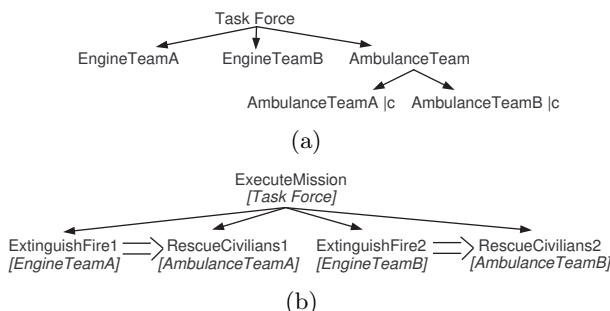 Task Force
EngineTeamA EngineTeamB AmbulanceTeam
AmbulanceTeamA |c AmbulanceTeamB |c
(a)
ExecuteMission
[Task Force]
ExtinguishFire1 RescueCivilians1 ExtinguishFire2 RescueCivilians2
[EngineTeamA] [AmbulanceTeamA] [EngineTeamB] [AmbulanceTeamB]
(b)